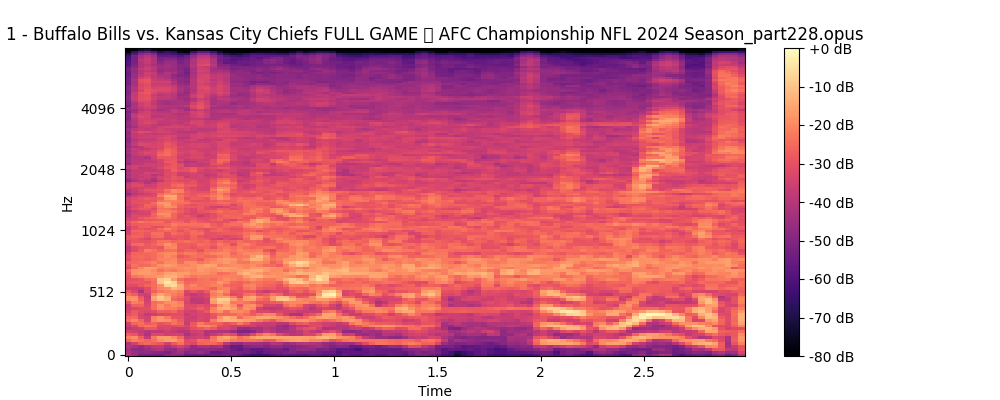 1 - Buffalo Bills vs. Kansas City Chiefs FULL GAME ▯ AFC Championship NFL 2024 Season_part228.opus
Hz
4096
2048
1024
512
0
0 0.5 1 1.5 2 2.5
Time
+0 dB
-10 dB
-20 dB
-30 dB
-40 dB
-50 dB
-60 dB
-70 dB
-80 dB